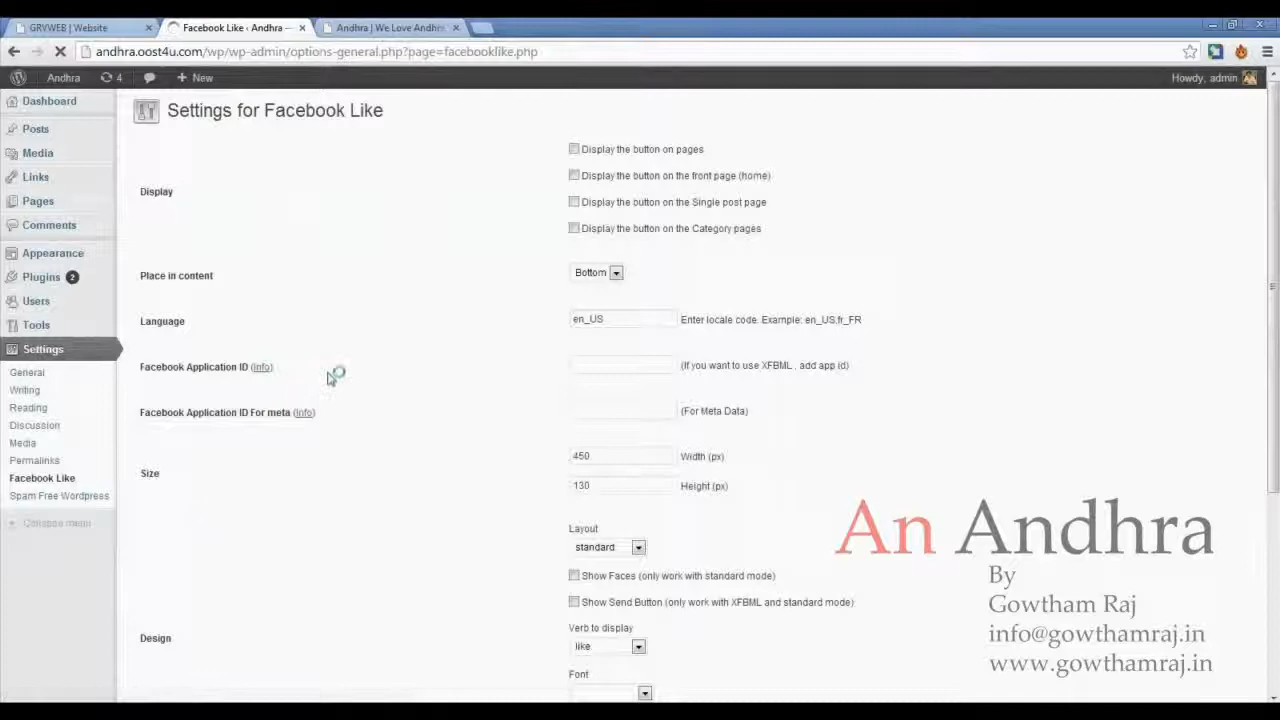 GRVWEB | Website
Facebook Like ‹ Andhra —
Andhra | We Love Andhra
andhra.oost4u.com/wp/wp-admin/options-general.php?page=facebooklike.php
Andhra
4
New
Howdy, admin
Dashboard
Posts
Media
Links
Pages
Comments
Appearance
Plugins 2
Users
Tools
Settings
General
Writing
Reading
Discussion
Media
Permalinks
Facebook Like
Spam Free Wordpress
Collapse menu
Settings for Facebook Like
Display
Display the button on pages
Display the button on the front page (home)
Display the button on the Single post page
Display the button on the Category pages
Place in content
Bottom
Language
en_US
Enter locale code. Example: en_US,fr_FR
Facebook Application ID (info)
(If you want to use XFBML , add app id)
Facebook Application ID For meta (info)
(For Meta Data)
Size
450
Width (px)
130
Height (px)
Design
Layout
standard
Show Faces (only work with standard mode)
Show Send Button (only work with XFBML and standard mode)
Verb to display
like
Font
An Andhra
By
Gowtham Raj
info@gowthamraj.in
www.gowthamraj.in